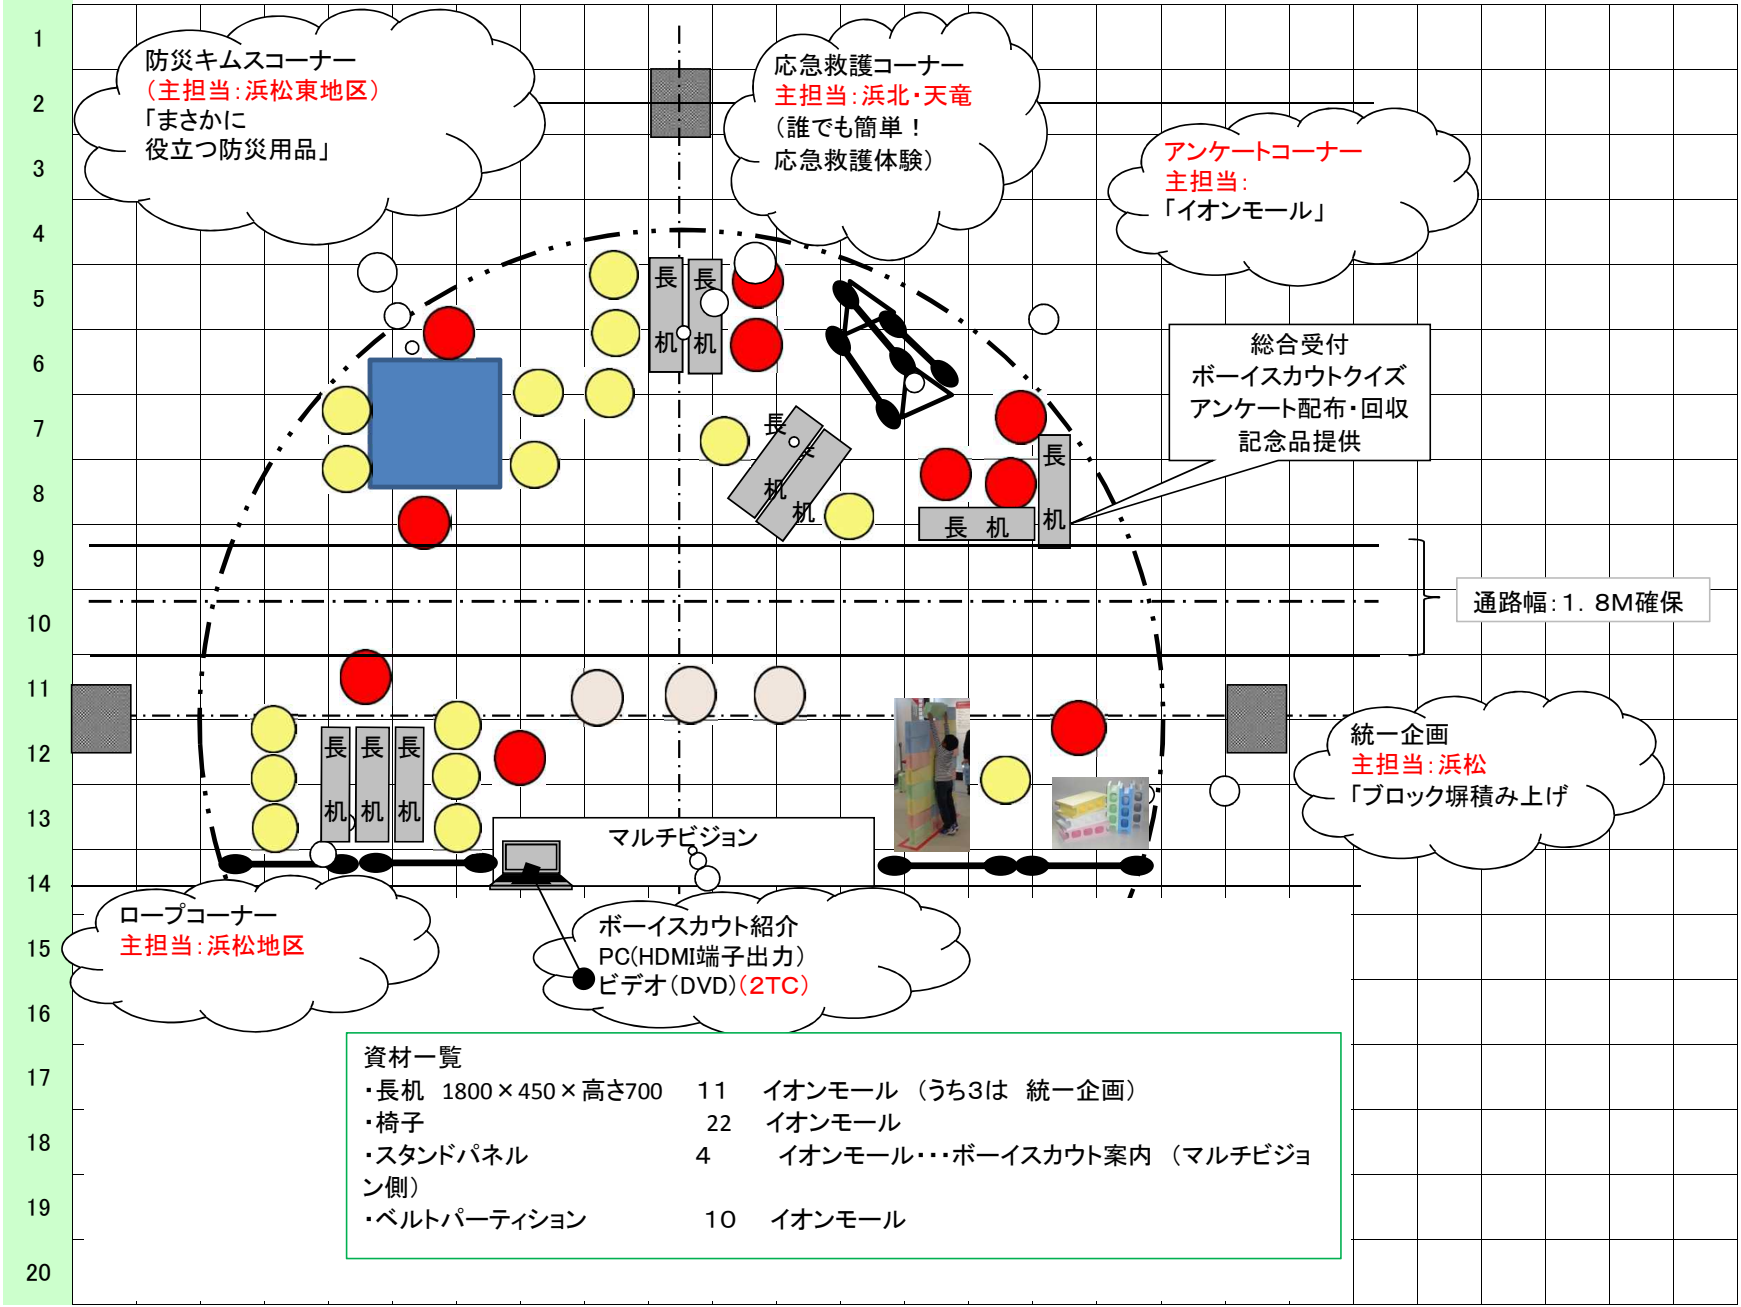 1
2
3
4
5
6
7
8
9
10
11
12
13
14
15
16
17
18
19
20
防災キムスコーナー
（主担当：浜松東地区）
「まさかに
役立つ防災用品」
応急救護コーナー
主担当：浜北・天竜
（誰でも簡単！
応急救護体験）
アンケートコーナー
主担当：
「イオンモール」
長
机
長
机
総合受付
ボーイスカウトクイズ
アンケート配布・回収
記念品提供
長
机
机
長
机
長 机
通路幅：1．8M確保
長
机
長
机
長
机
マルチビジョン
統一企画
主担当：浜松
「ブロック塀積み上げ
ロープコーナー
主担当：浜松地区
ボーイスカウト紹介
PC（HDMI端子出力）
ビデオ（DVD）（2TC）
資材一覧
・長机 1800×450×高さ700 11 イオンモール （うち3は 統一企画）
・椅子 22 イオンモール
・スタンドパネル 4 イオンモール・・・ボーイスカウト案内 （マルチビジョ
ン側）
・ベルトパーティション 10 イオンモール